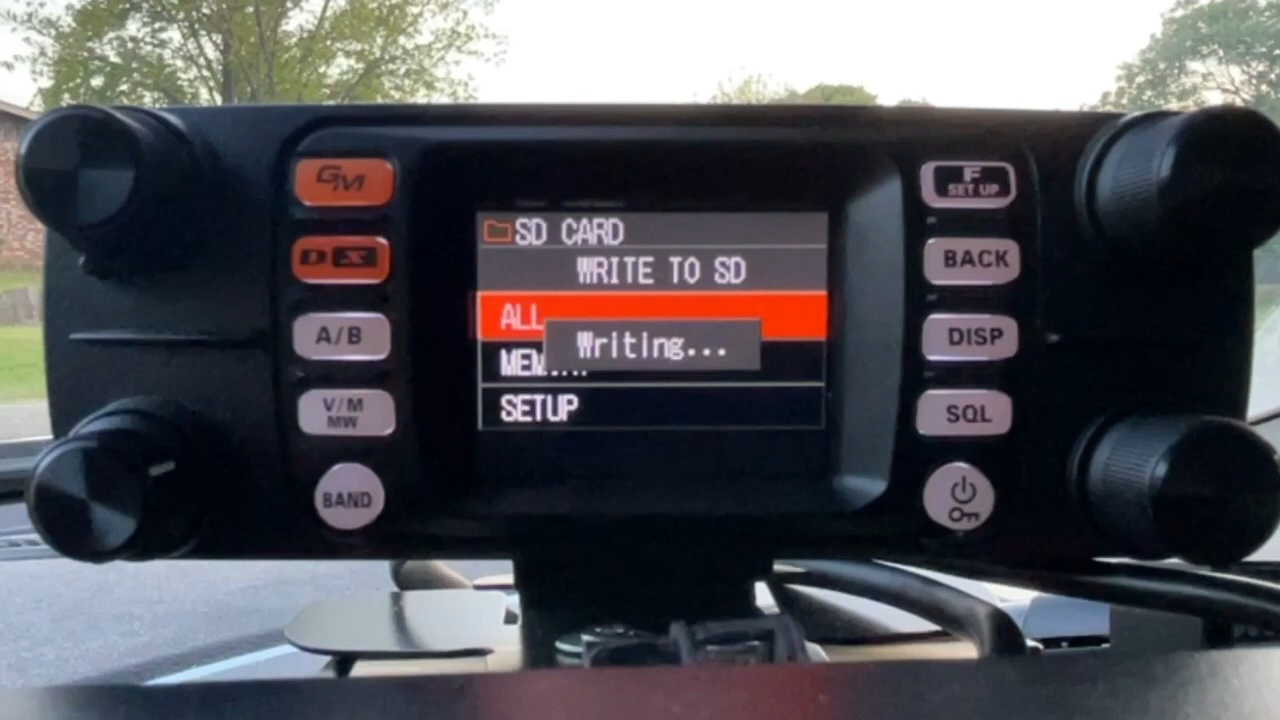 GM
DX
A/B
V/M
MW
BAND
SD CARD
WRITE TO SD
ALL
Writing...
SETUP
F
SET UP
BACK
DISP
SQL